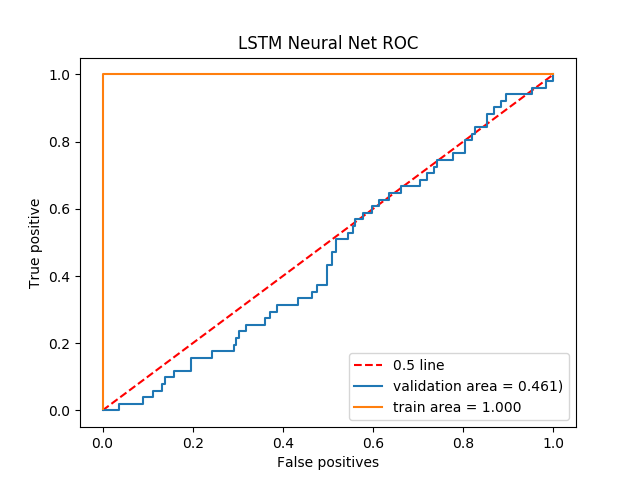 LSTM Neural Net ROC
True positive
1.0
0.8
0.6
0.4
0.2
0.0
0.5 line
validation area = 0.461)
train area = 1.000
0.0 0.2 0.4 0.6 0.8 1.0
False positives